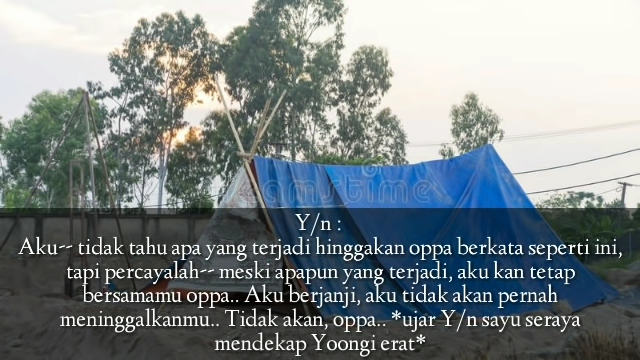 Y/n :
Aku-- tidak tahu apa yang terjadi hinggakan oppa berkata seperti ini,
tapi percayalah-- meski apapun yang terjadi, aku kan tetap
bersamamu oppa.. Aku berjanji, aku tidak akan pernah
meninggalkanmu.. Tidak akan, oppa.. *ujar Y/n sayu seraya
mendekap Yoongi erat*